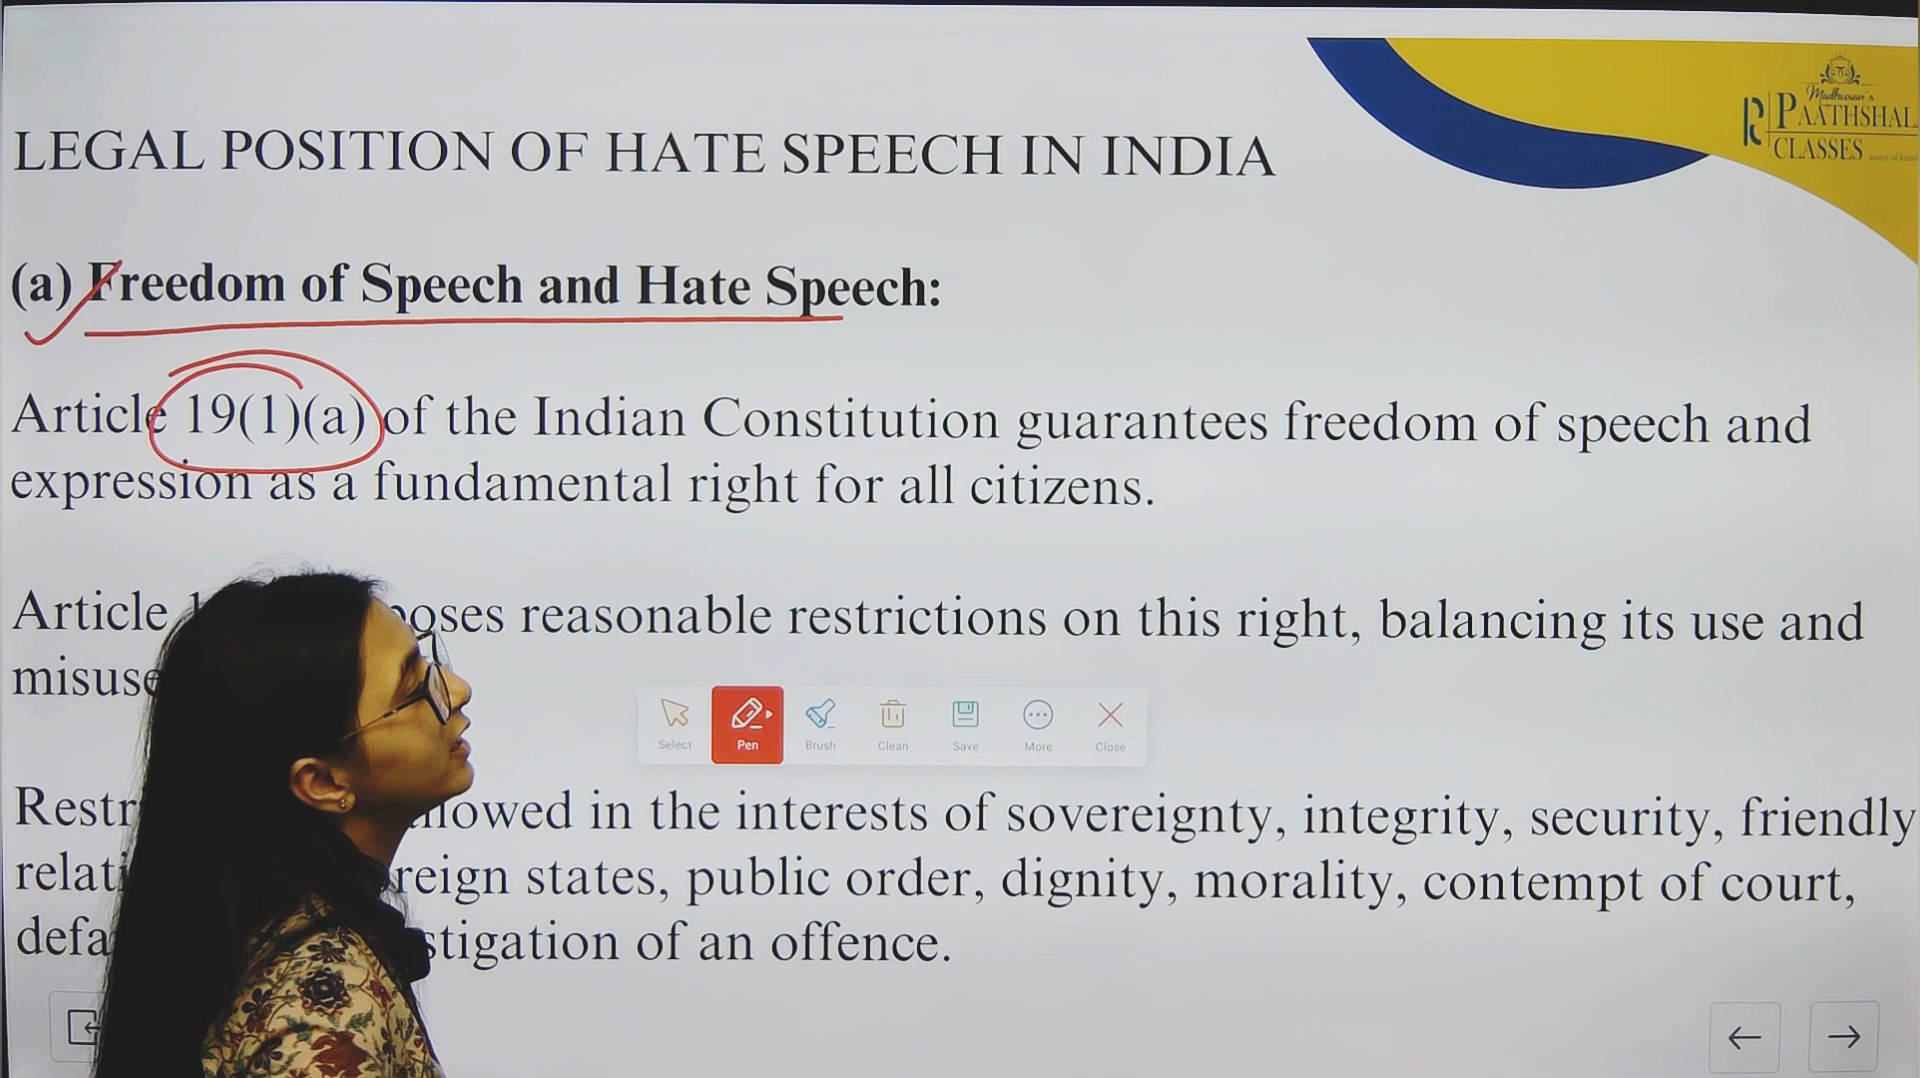 Madhuran's
PAATHSHAL
CLASSES
LEGAL POSITION OF HATE SPEECH IN INDIA
(a) Freedom of Speech and Hate Speech:
Article 19(1)(a) of the Indian Constitution guarantees freedom of speech and
expression as a fundamental right for all citizens.
Article poses reasonable restrictions on this right, balancing its use and
misuse
Select Pen Brush Clean Save More Close
Restr llowed in the interests of sovereignty, integrity, security, friendly
relati reign states, public order, dignity, morality, contempt of court,
defa stigation of an offence.